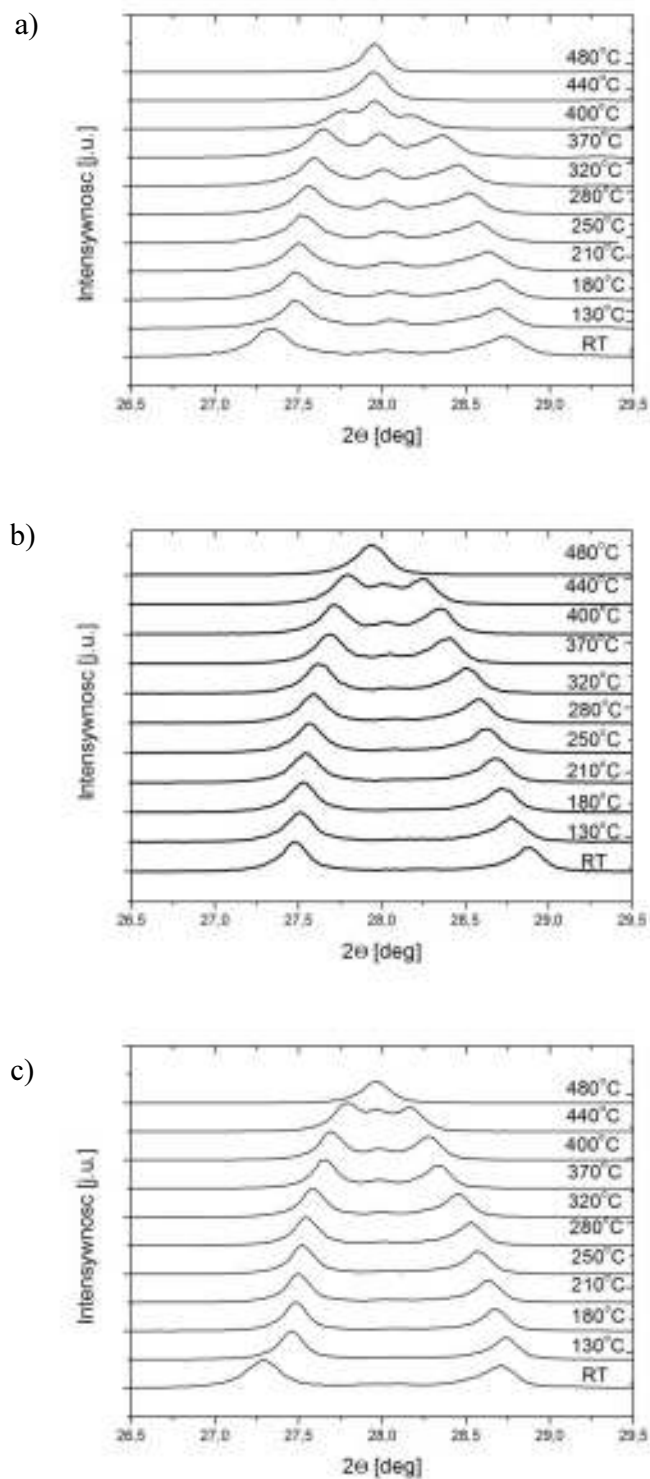 a)
Intensywnosc [j.u.]
480°C
440°C
400°C
370°C
320°C
280°C
250°C
210°C
180°C
130°C
RT
26,5 27,0 27,5 28,0 28,5 29,0 29,5
2Θ [deg]
b)
Intensywnosc [j.u.]
480°C
440°C
400°C
370°C
320°C
280°C
250°C
210°C
180°C
130°C
RT
26,5 27,0 27,5 28,0 28,5 29,0 29,5
2Θ [deg]
c)
Intensywnosc [j.u.]
480°C
440°C
400°C
370°C
320°C
280°C
250°C
210°C
180°C
130°C
RT
26,5 27,0 27,5 28,0 28,5 29,0 29,5
2Θ [deg]